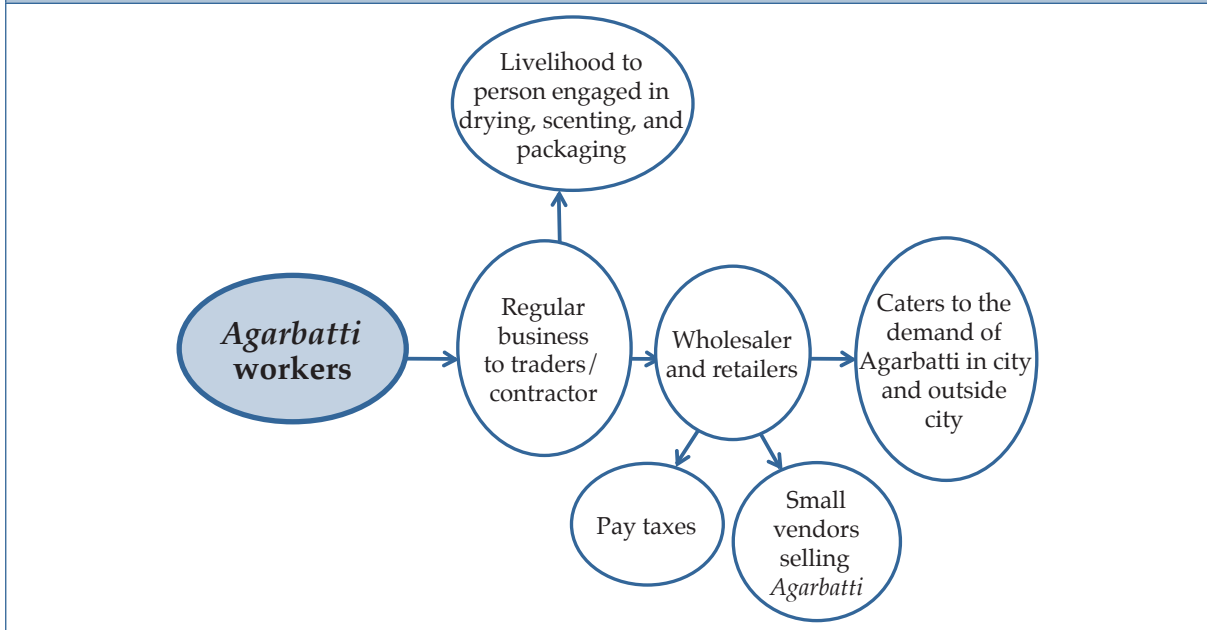 Livelihood to
person engaged in
drying, scenting, and
packaging
Agarbatti
workers
Regular
business
to traders/
contractor
Wholesaler
and retailers
Caters to the
demand of
Agarbatti in city
and outside
city
Pay taxes
Small
vendors
selling
Agarbatti